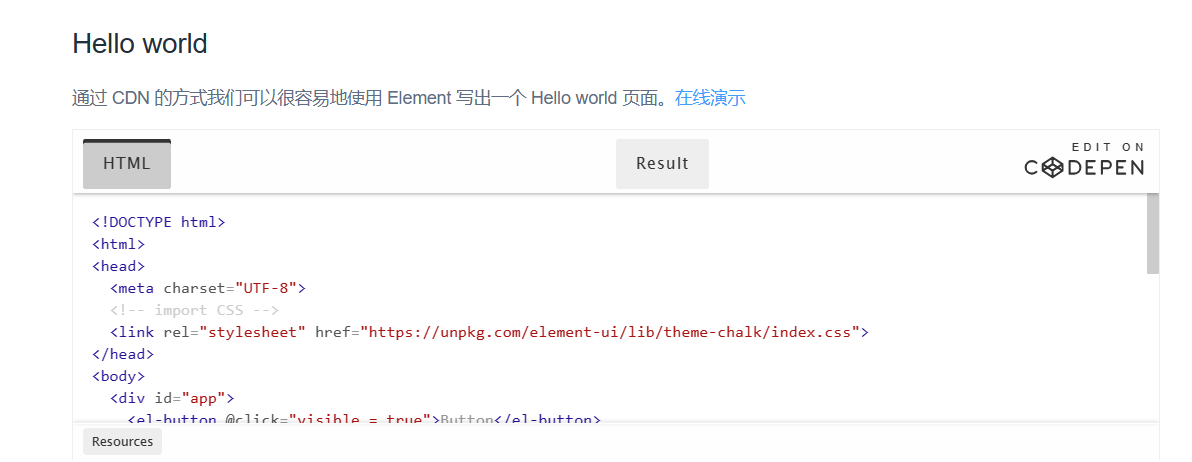 Hello world
通过 CDN 的方式我们可以很容易地使用 Element 写出一个 Hello world 页面。在线演示
HTML
Result
EDIT ON
CODEPEN
<!DOCTYPE html>
<html>
<head>
  <meta charset="UTF-8">
  <!-- import CSS -->
  <link rel="stylesheet" href="https://unpkg.com/element-ui/lib/theme-chalk/index.css">
</head>
<body>
  <div id="app">
    <el-button @click="visible = true">Button</el-button>
Resources